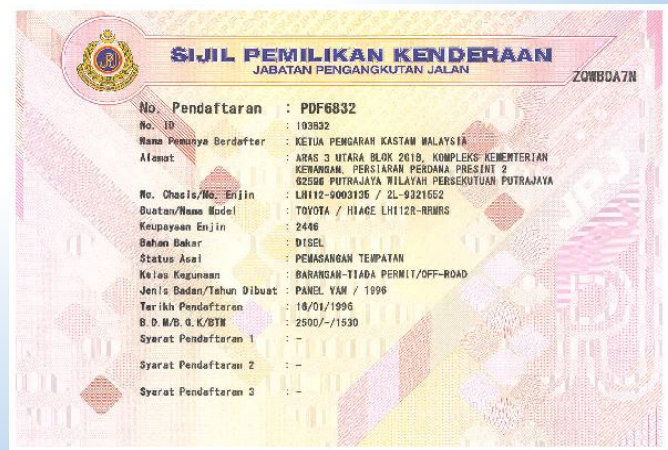 SIJIL PEMILIKAN KENDERAAN
JABATAN PENGANGKUTAN JALAN
ZQWBDA7N
No. Pendaftaran : PDF6832
No. ID : 103832
Nama Pemunya Berdaftar : KETUA PENGARAH KASTAM MALAYSIA
Alamat : ARAS 3 UTARA BLOK 2G1B, KOMPLEKS KEMENTERIAN
KEWANGAN, PERSIARAN PERDANA PRESINT 2
62596 PUTRAJAYA WILAYAH PERSEKUTUAN PUTRAJAYA
No. Chasis/No. Enjin : LH112-9003135 / 2L-9321552
Buatan/Nama Model : TOYOTA / HIACE LH112R-RRMRS
Keupayaan Enjin : 2446
Bahan Bakar : DISEL
Status Asal : PEMASANGAN TEMPATAN
Kelas Kegunaan : BARANGAN-TIADA PERMIT/OFF-ROAD
Jenis Badan/Tahun Dibuat : PANEL VAN / 1996
Tarikh Pendaftaran : 16/01/1996
B.D.M/B.G.K/BTM : 2500/-/1530
Syarat Pendaftaran 1 : -
Syarat Pendaftaran 2 : -
Syarat Pendaftaran 3 : -
JPJ